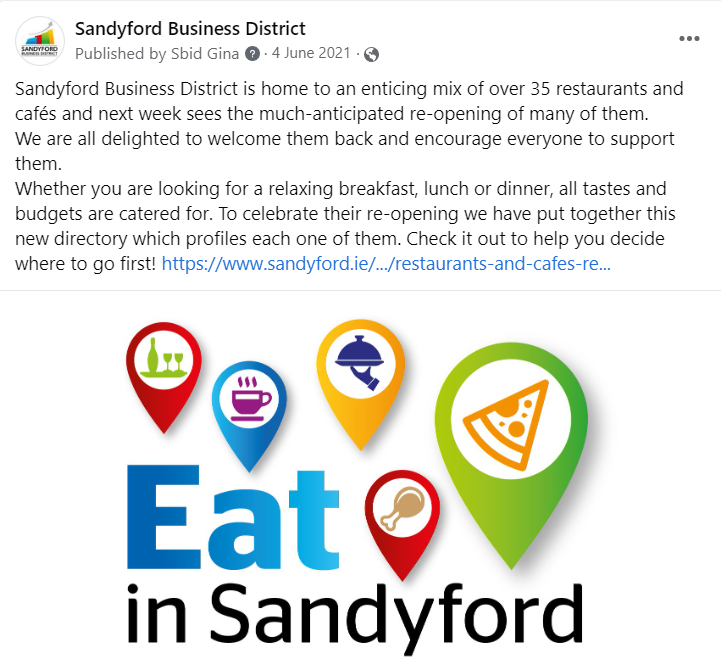 Sandyford Business District
Published by Sbid Gina · 4 June 2021 ·
SANDYFORD
BUSINESS DISTRICT
Sandyford Business District is home to an enticing mix of over 35 restaurants and
cafés and next week sees the much-anticipated re-opening of many of them.
We are all delighted to welcome them back and encourage everyone to support
them.
Whether you are looking for a relaxing breakfast, lunch or dinner, all tastes and
budgets are catered for. To celebrate their re-opening we have put together this
new directory which profiles each one of them. Check it out to help you decide
where to go first! https://www.sandyford.ie/.../restaurants-and-cafes-re...
Eat
in Sandyford